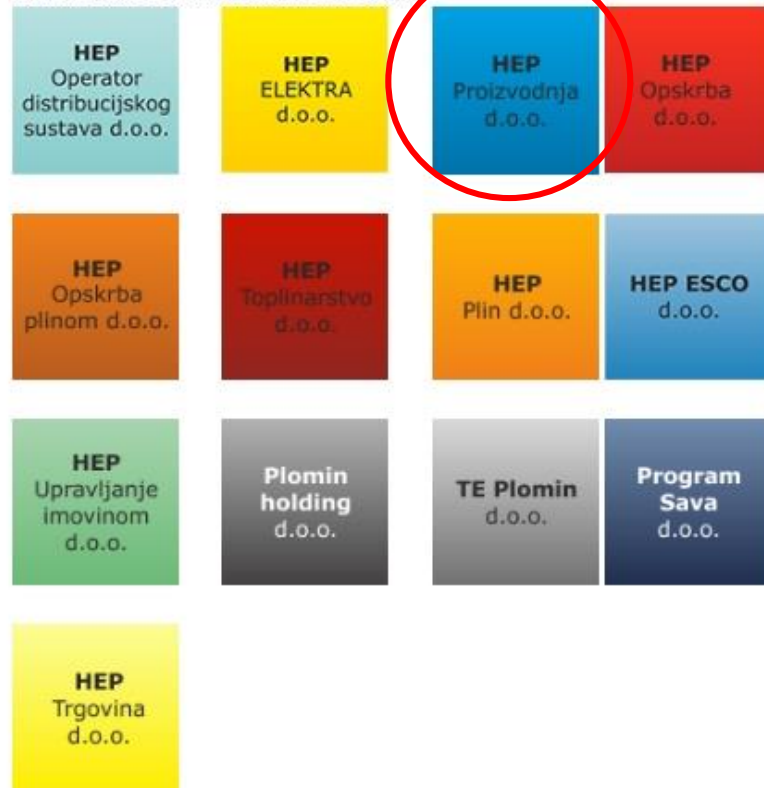 HEP
Operator
distribucijskog
sustava d.o.o.
HEP
ELEKTRA
d.o.o.
HEP
Proizvodnja
d.o.o.
HEP
Opskrba
d.o.o.
HEP
Opskrba
plinom d.o.o.
HEP
Toplinarstvo
d.o.o.
HEP
Plin d.o.o.
HEP ESCO
d.o.o.
HEP
Upravljanje
imovinom
d.o.o.
Plomin
holding
d.o.o.
TE Plomin
d.o.o.
Program
Sava
d.o.o.
HEP
Trgovina
d.o.o.